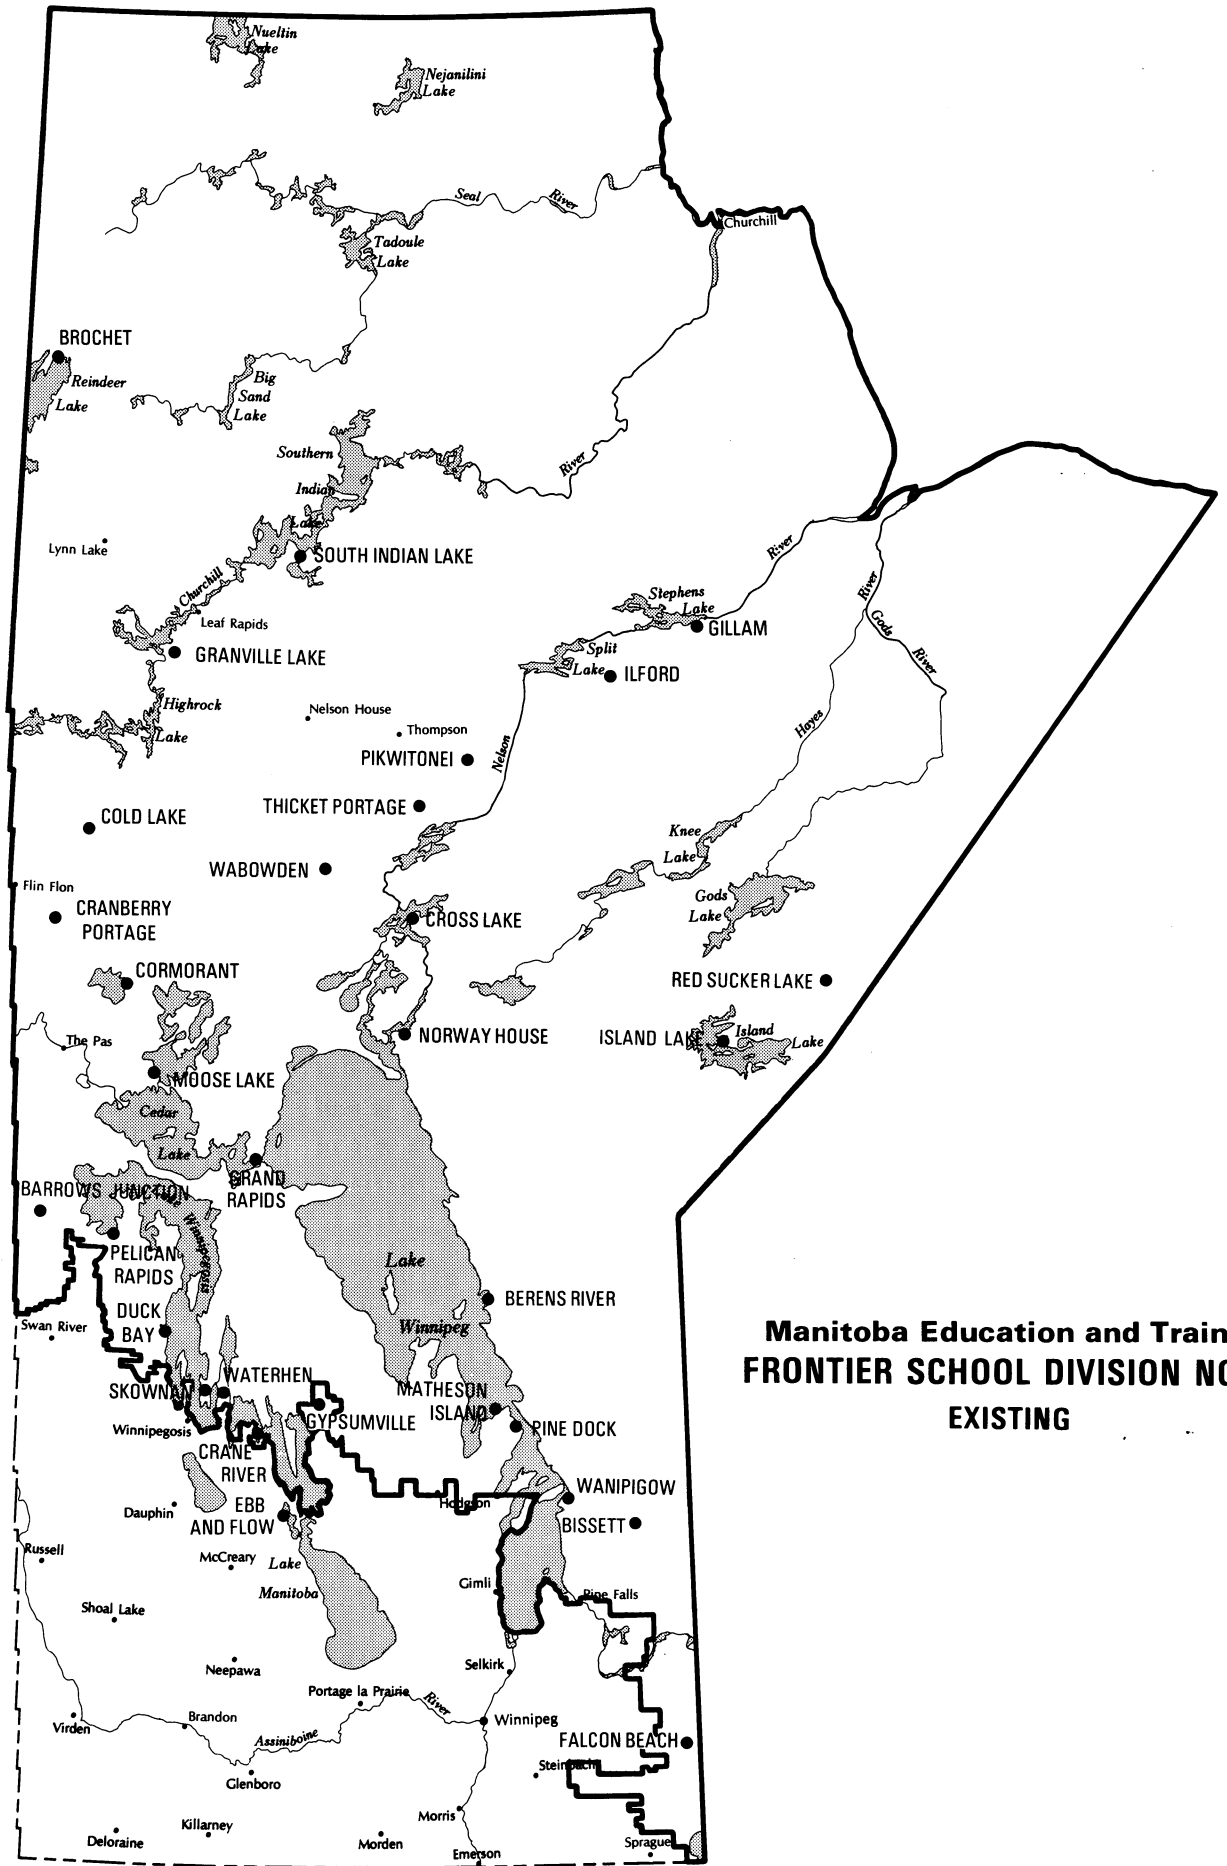 Nueltin
Lake
Nejanilini
Lake
Seal
River
Churchill
Tadoule
Lake
BROCHET
Reindeer
Lake
Big
Sand
Lake
Southern
Indian
Lake
River
Lynn Lake
SOUTH INDIAN LAKE
River
Churchill
Stephens
Lake
River
Leaf Rapids
GILLAM
Gods
River
GRANVILLE LAKE
Split
Lake
ILFORD
Highrock
Lake
Nelson House
Thompson
Hayes
PIKWITONEI
Nelson
THICKET PORTAGE
COLD LAKE
Knee
Lake
WABOWDEN
Flin Flon
CRANBERRY
PORTAGE
CROSS LAKE
Gods
Lake
CORMORANT
RED SUCKER LAKE
The Pas
NORWAY HOUSE
ISLAND LAKE
Island
Lake
MOOSE LAKE
Cedar
Lake
GRAND
RAPIDS
BARROWS JUNCTION
Winnipegosis
PELICAN
RAPIDS
Lake
Winnipeg
DUCK
BAY
BERENS RIVER
Swan River
SKOWNAN
WATERHEN
MATHESON
ISLAND
GYPSUMVILLE
PINE DOCK
Winnipegosis
CRANE
RIVER
WANIPIGOW
Hodgson
Dauphin
EBB
AND FLOW
BISSETT
Russell
McCreary
Lake
Manitoba
Gimli
Pine Falls
Shoal Lake
Neepawa
Selkirk
Portage la Prairie
River
Virden
Brandon
Assiniboine
Winnipeg
FALCON BEACH
Steinbach
Glenboro
Morris
Killarney
Deloraine
Morden
Sprague
Emerson
Manitoba Education and Train
FRONTIER SCHOOL DIVISION NO
EXISTING